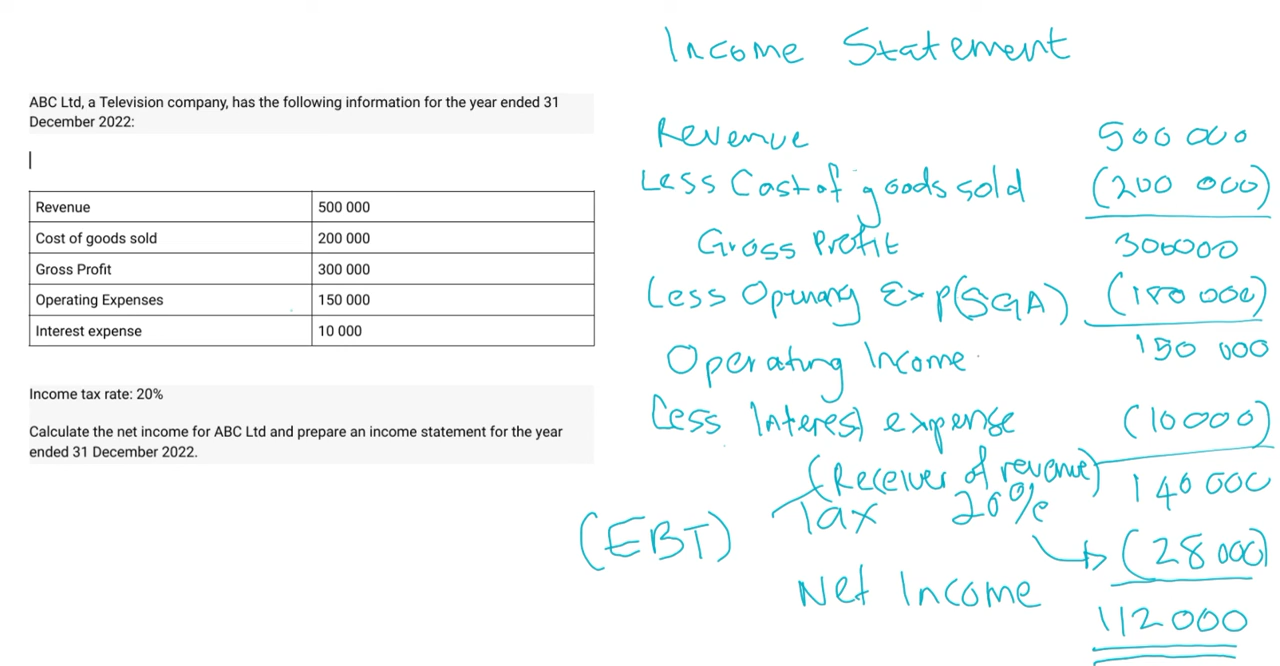 Income Statement
ABC Ltd, a Television company, has the following information for the year ended 31
December 2022:
Revenue 500 000
Cost of goods sold 200 000
Gross Profit 300 000
Operating Expenses 150 000
Interest expense 10 000
Income tax rate: 20%
Calculate the net income for ABC Ltd and prepare an income statement for the year
ended 31 December 2022.
Revenue 500 000
Less Cost of goods sold (200 000)
Gross Profit 300000
Less Exp(SGA)
Operating Income 150 000
Less Interest expense (10 000)
(Receiver of revenue) 140 000
(EBT) Tax 20% (28 000)
Net Income 112 000